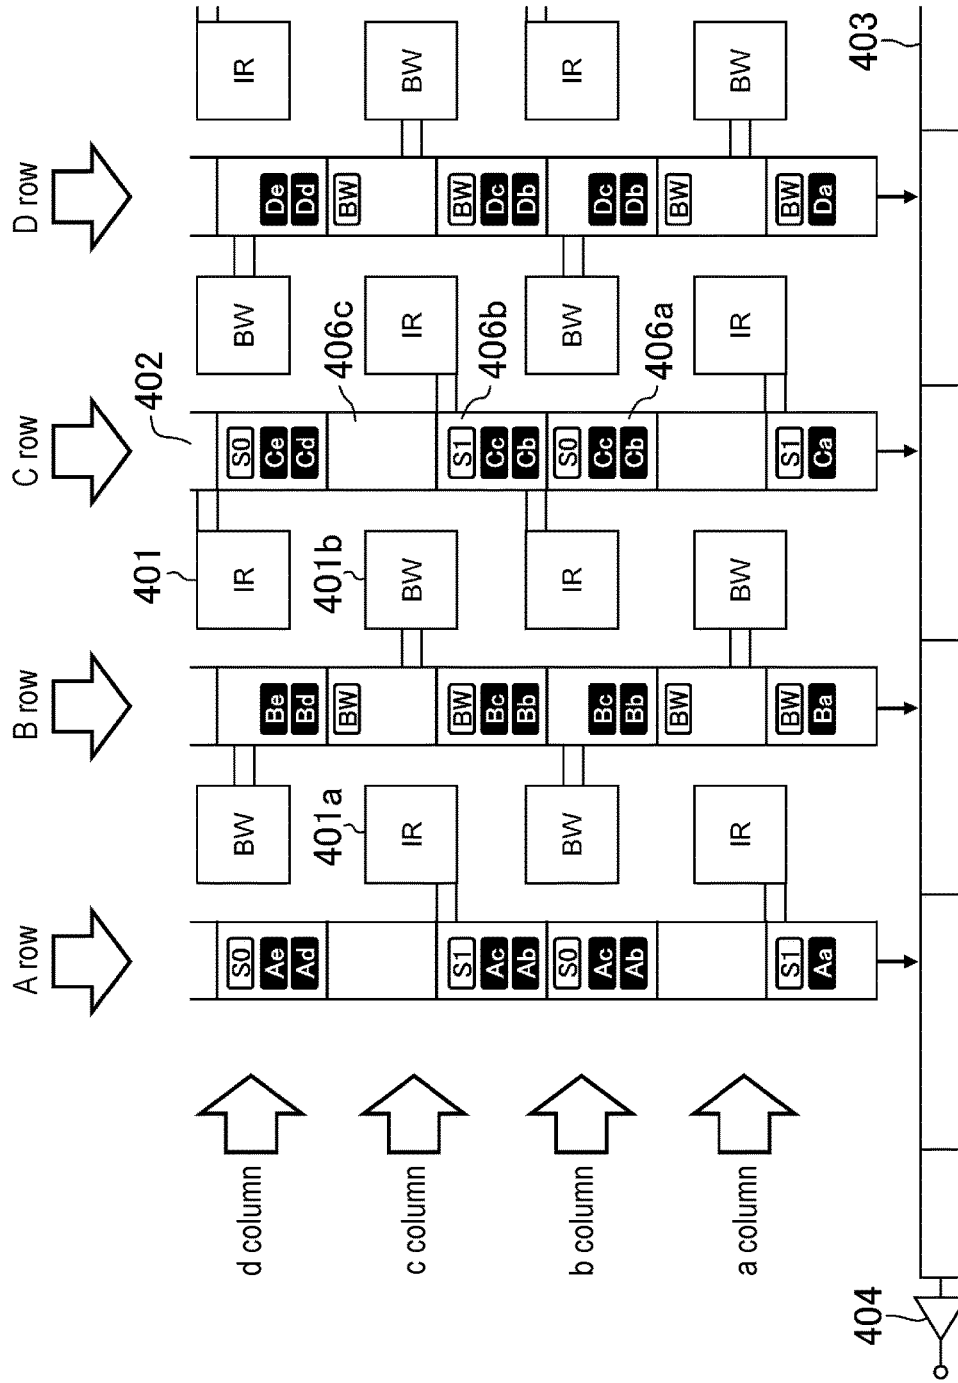 A row
B row
C row
D row
401
402
d column
S0
BW
IR
S0
BW
IR
Ae
Be
Ce
De
Ad
Bd
Cd
Dd
401a
401b
406c
BW
BW
c column
IR
BW
IR
BW
S1
BW
S1
BW
Ac
Bc
Cc
406b
Dc
Ab
Bb
Cb
Db
b column
S0
BW
IR
S0
BW
IR
Ac
Bc
Cc
Dc
Ab
Bb
Cb
Db
406a
BW
BW
a column
IR
BW
IR
BW
S1
BW
S1
BW
Aa
Ba
Ca
Da
404
403